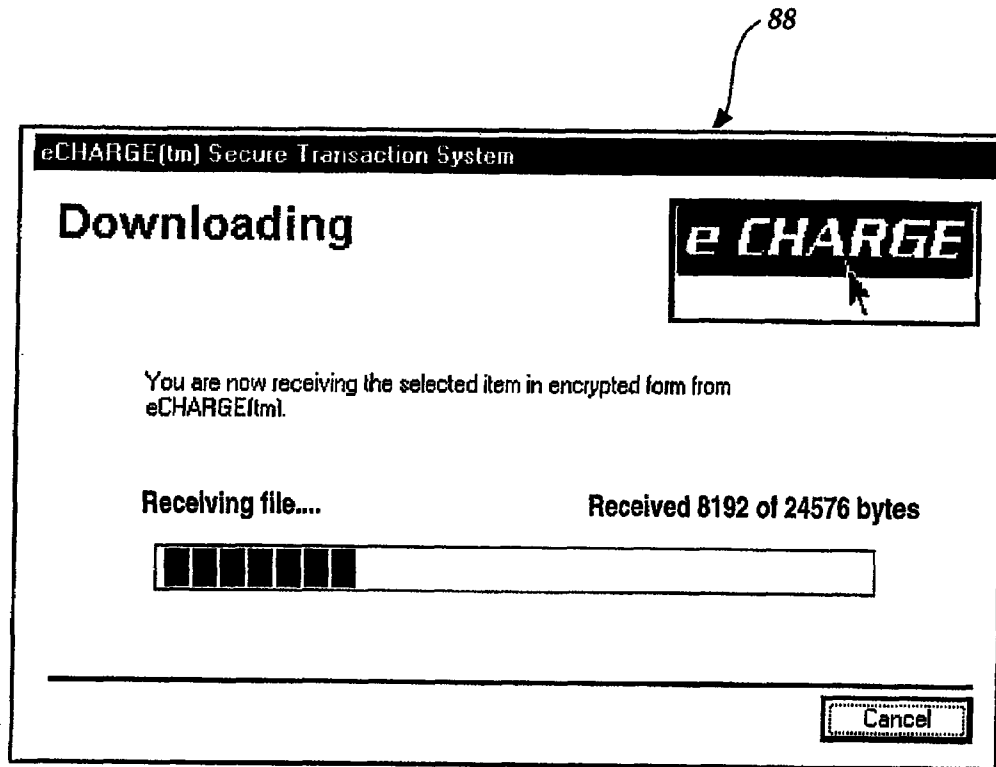 88
eCHARGE(tm) Secure Transaction System
Downloading
e CHARGE
You are now receiving the selected item in encrypted form from
eCHARGE(tm).
Receiving file....
Received 8192 of 24576 bytes
Cancel